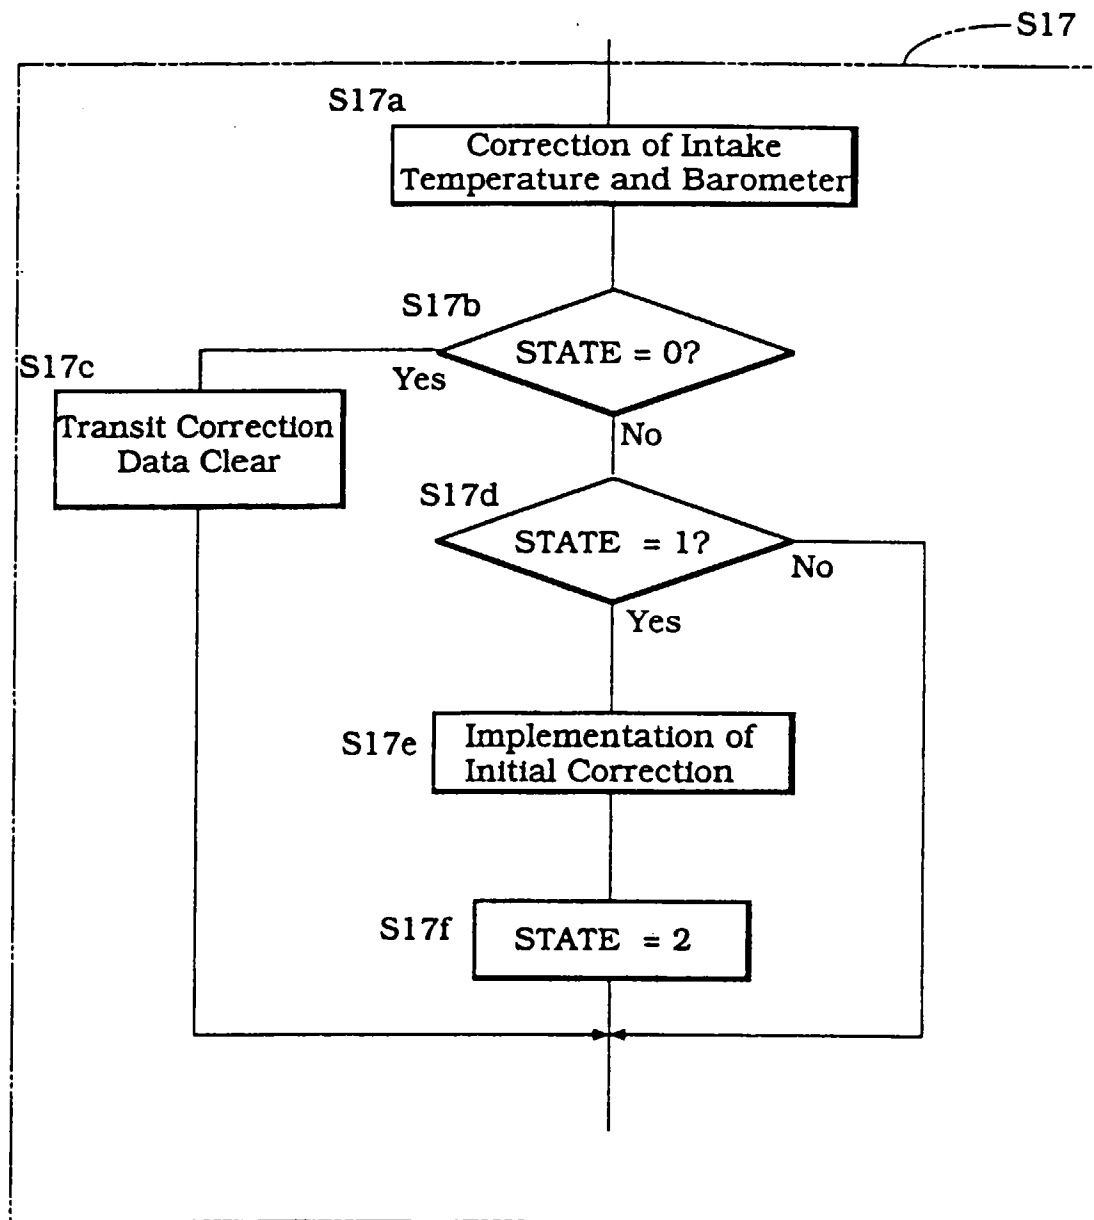 S17
S17a
Correction of Intake
Temperature and Barometer
S17b
STATE = 0?
Yes
No
S17c
Transit Correction
Data Clear
S17d
STATE = 1?
No
Yes
S17e
Implementation of
Initial Correction
S17f
STATE = 2